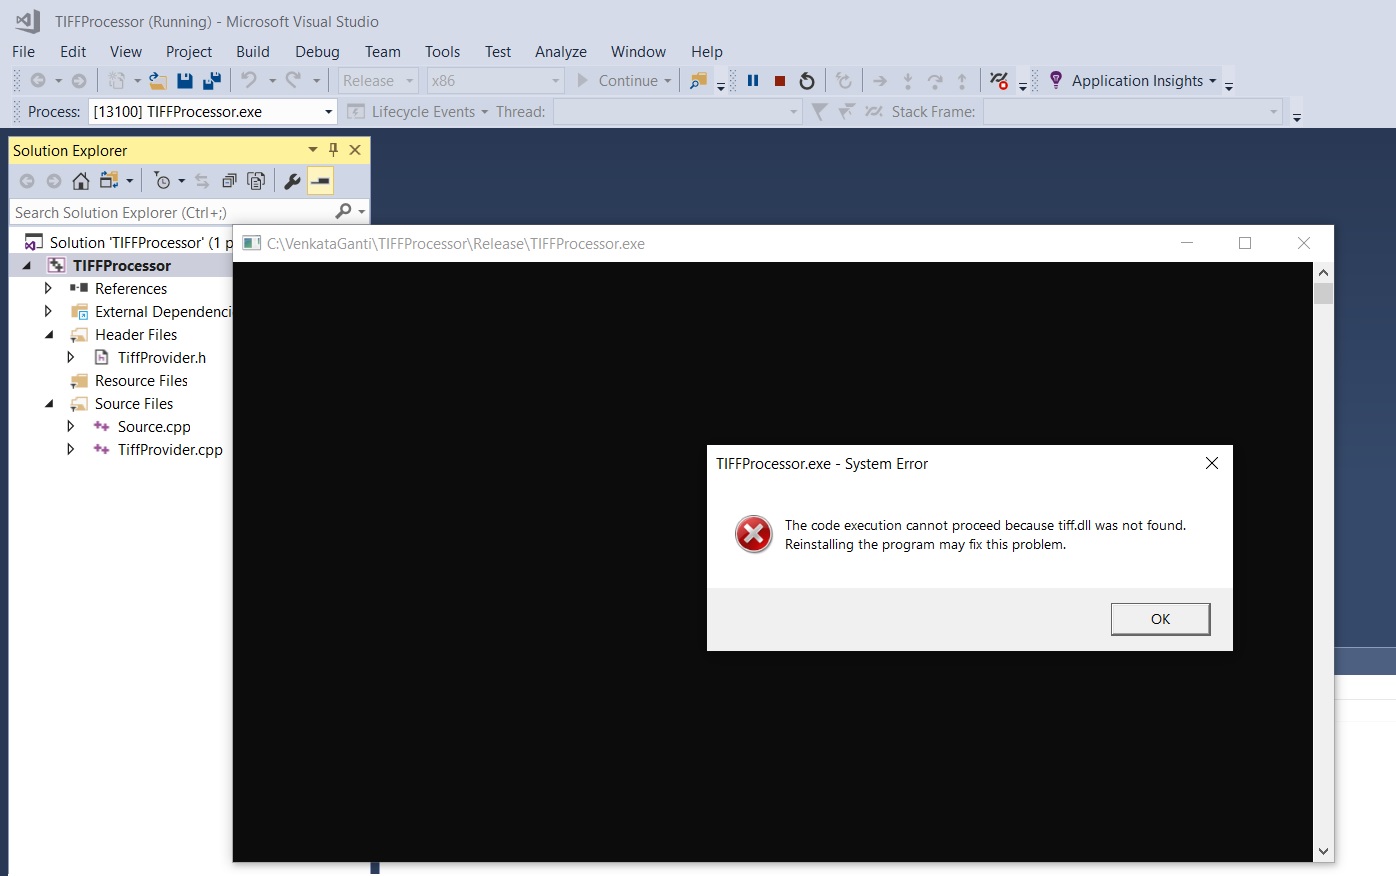 TIFFProcessor (Running) - Microsoft Visual Studio
File Edit View Project Build Debug Team Tools Test Analyze Window Help
Release x86 Continue Application Insights
Process: [13100] TIFFProcessor.exe Lifecycle Events Thread: Stack Frame:
Solution Explorer
Search Solution Explorer (Ctrl+;)
Solution 'TIFFProcessor' (1 p
TIFFProcessor
References
External Dependenci
Header Files
TiffProvider.h
Resource Files
Source Files
Source.cpp
TiffProvider.cpp
C:\VenkataGanti\TIFFProcessor\Release\TIFFProcessor.exe
TIFFProcessor.exe - System Error
The code execution cannot proceed because tiff.dll was not found.
Reinstalling the program may fix this problem.
OK